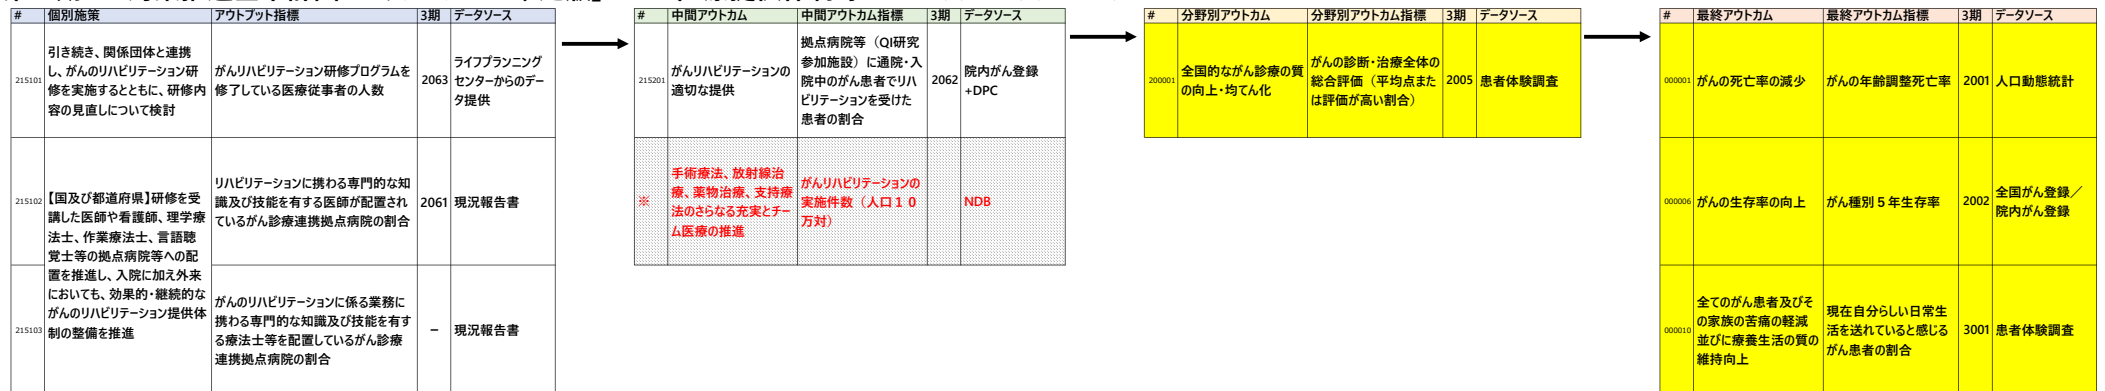 # 個別施策 アウトプット指標 3期 データソース
215101
引き続き、関係団体と連携
し、がんのリハビリテーション研
修を実施するとともに、研修内
容の見直しについて検討
がんリハビリテーション研修プログラムを
修了している医療従事者の人数
2063
ライフプランニング
センターからのデー
タ提供
215102
【国及び都道府県】研修を受
講した医師や看護師、理学療
法士、作業療法士、言語聴
覚士等の拠点病院等への配
置を推進し、入院に加え外来
においても、効果的・継続的な
がんのリハビリテーション提供体
制の整備を推進
リハビリテーションに携わる専門的な知
識及び技能を有する医師が配置され
ているがん診療連携拠点病院の割合
2061
現況報告書
215103
がんのリハビリテーションに係る業務に
携わる専門的な知識及び技能を有す
る療法士等を配置しているがん診療
連携拠点病院の割合
－
現況報告書
# 中間アウトカム 中間アウトカム指標 3期 データソース
215201
がんリハビリテーションの
適切な提供
拠点病院等（QI研究
参加施設）に通院・入
院中のがん患者でリハ
ビリテーションを受けた
患者の割合
2062
院内がん登録
+DPC
※
手術療法、放射線治
療、薬物治療、支持療
法のさらなる充実とチー
ム医療の推進
がんリハビリテーションの
実施件数（人口１０
万対）
NDB
# 分野別アウトカム 分野別アウトカム指標 3期 データソース
200001
全国的ながん診療の質
の向上・均てん化
がんの診断・治療全体の
総合評価（平均点また
は評価が高い割合）
2005
患者体験調査
# 最終アウトカム 最終アウトカム指標 3期 データソース
000001
がんの死亡率の減少
がんの年齢調整死亡率
2001
人口動態統計
000006
がんの生存率の向上
がん種別５年生存率
2002
全国がん登録／
院内がん登録
000010
全てのがん患者及びそ
の家族の苦痛の軽減
並びに療養生活の質の
維持向上
現在自分らしい日常生
活を送れていると感じる
がん患者の割合
3001
患者体験調査